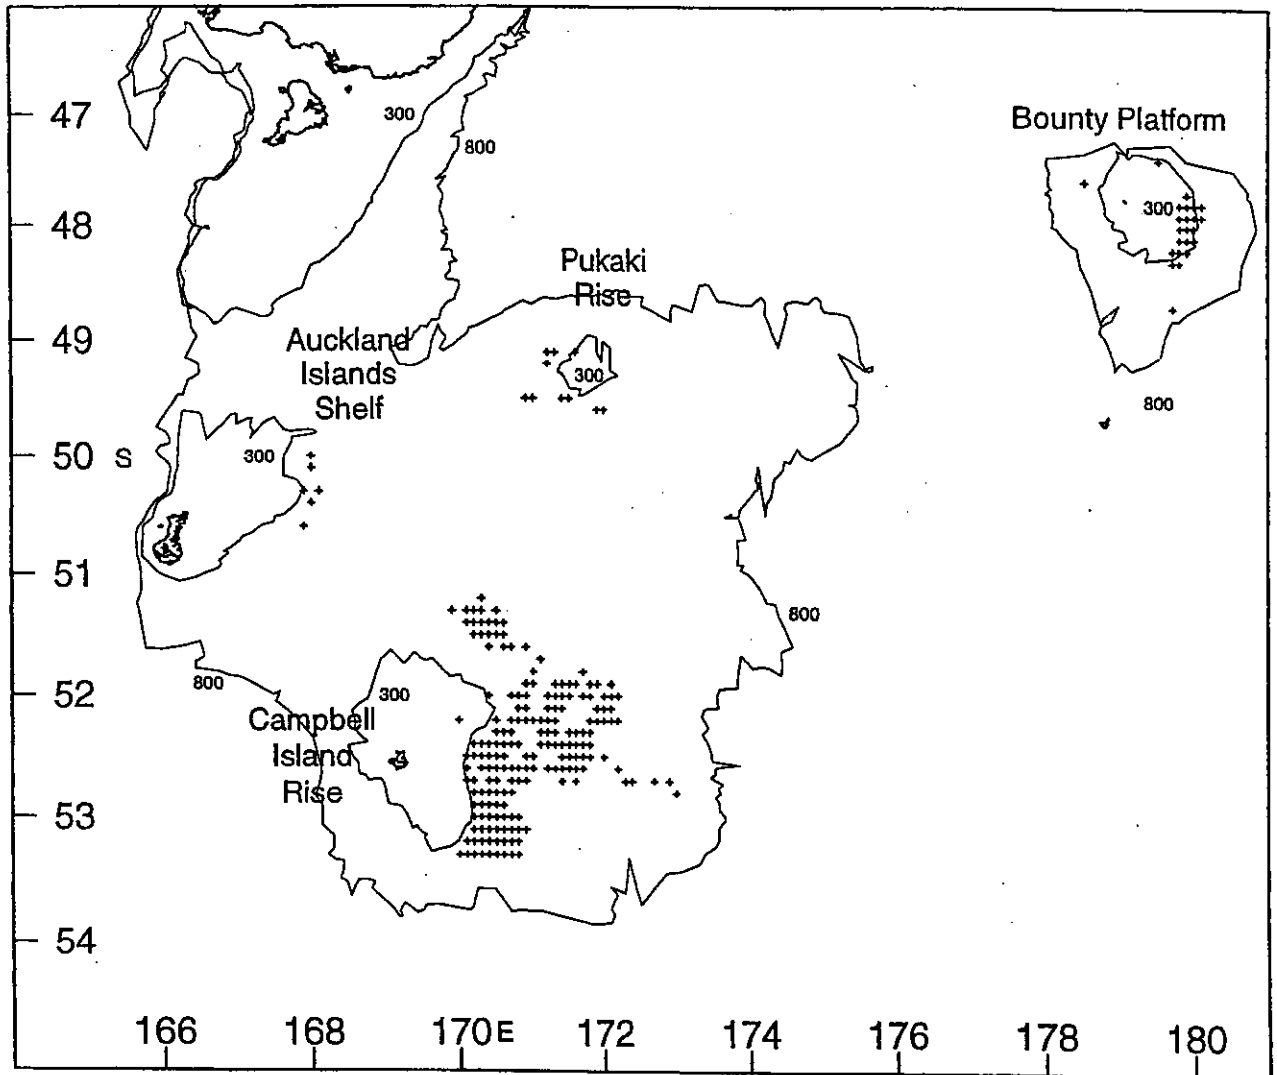 47
300
800
Bounty Platform
300
48
Pukaki
Rise
49
Auckland
Islands
Shelf
300
800
50
S
300
51
800
52
800
300
Campbell
Island
Rise
53
54
166
168
170E
172
174
176
178
180